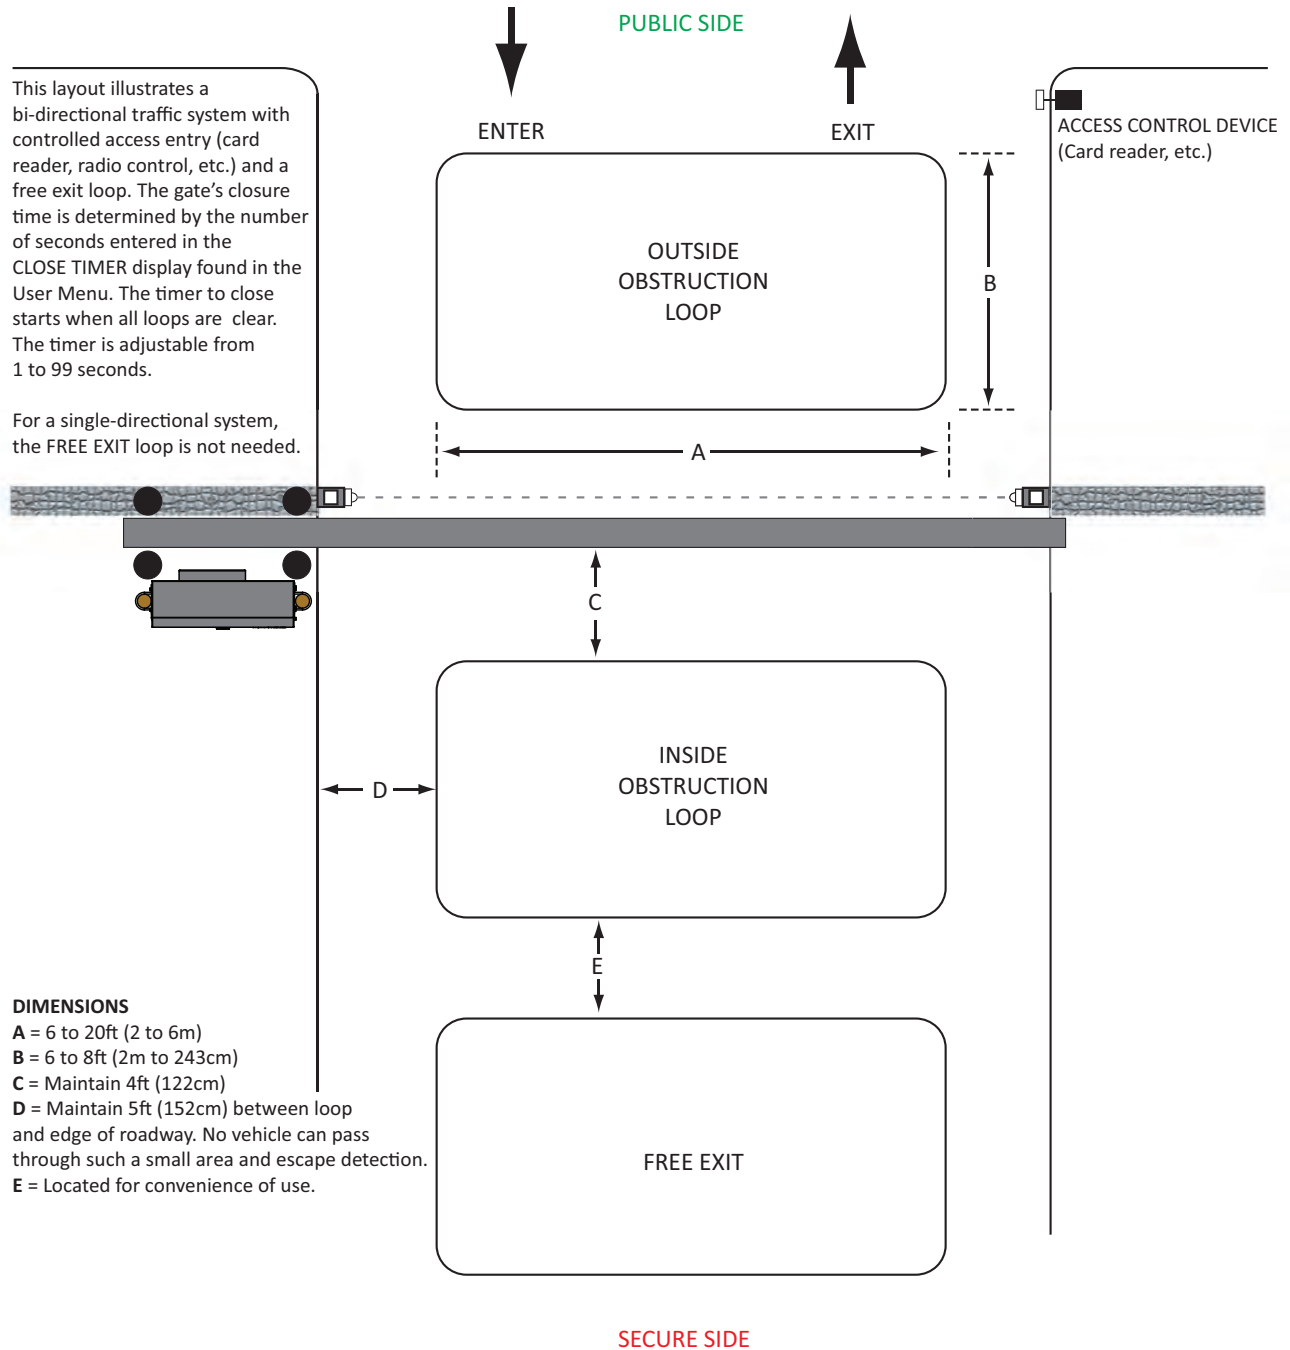 PUBLIC SIDE
This layout illustrates a
bi-directional traffic system with
controlled access entry (card
reader, radio control, etc.) and a
free exit loop. The gate's closure
time is determined by the number
of seconds entered in the
CLOSE TIMER display found in the
User Menu. The timer to close
starts when all loops are clear.
The timer is adjustable from
1 to 99 seconds.
For a single-directional system,
the FREE EXIT loop is not needed.
ENTER
EXIT
ACCESS CONTROL DEVICE
(Card reader, etc.)
OUTSIDE
OBSTRUCTION
LOOP
B
A
C
INSIDE
OBSTRUCTION
LOOP
D
E
DIMENSIONS
A = 6 to 20ft (2 to 6m)
B = 6 to 8ft (2m to 243cm)
C = Maintain 4ft (122cm)
D = Maintain 5ft (152cm) between loop
and edge of roadway. No vehicle can pass
through such a small area and escape detection.
E = Located for convenience of use.
FREE EXIT
SECURE SIDE